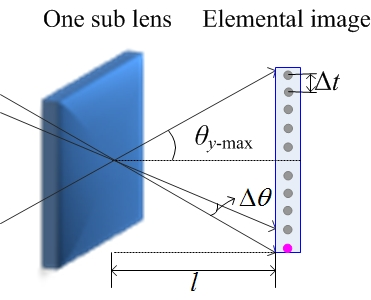 One sub lens Elemental image
Δt
θy-max
Δθ
l